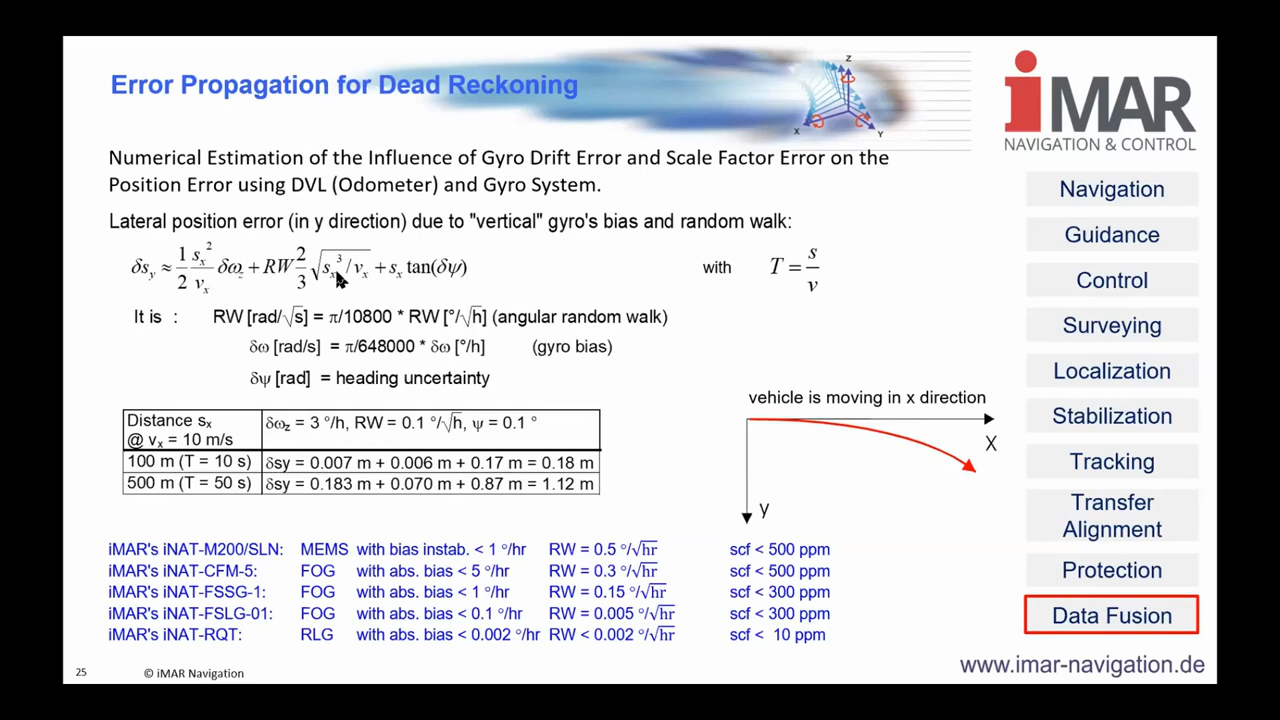 Error Propagation for Dead Reckoning
Z
X
Y
iMAR
NAVIGATION & CONTROL
Numerical Estimation of the Influence of Gyro Drift Error and Scale Factor Error on the
Position Error using DVL (Odometer) and Gyro System.
Lateral position error (in y direction) due to "vertical" gyro's bias and random walk:
δs_y ≈ 1/2 s_x²/v_x δω_z + RW 2/3 √(s_x³/v_x) + s_x tan(δψ) with T = s/v
It is : RW [rad/√s] = π/10800 * RW [°/√h] (angular random walk)
δω [rad/s] = π/648000 * δω [°/h] (gyro bias)
δψ [rad] = heading uncertainty
Distance s_x
@ v_x = 10 m/s
δω_z = 3 °/h, RW = 0.1 °/√h, ψ = 0.1 °
100 m (T = 10 s) δsy = 0.007 m + 0.006 m + 0.17 m = 0.18 m
500 m (T = 50 s) δsy = 0.183 m + 0.070 m + 0.87 m = 1.12 m
vehicle is moving in x direction
X
y
iMAR's iNAT-M200/SLN: MEMS with bias instab. < 1 °/hr RW = 0.5 °/√hr scf < 500 ppm
iMAR's iNAT-CFM-5: FOG with abs. bias < 5 °/hr RW = 0.3 °/√hr scf < 500 ppm
iMAR's iNAT-FSSG-1: FOG with abs. bias < 1 °/hr RW = 0.15 °/√hr scf < 300 ppm
iMAR's iNAT-FSLG-01: FOG with abs. bias < 0.1 °/hr RW = 0.005 °/√hr scf < 300 ppm
iMAR's iNAT-RQT: RLG with abs. bias < 0.002 °/hr RW < 0.002 °/√hr scf < 10 ppm
Navigation
Guidance
Control
Surveying
Localization
Stabilization
Tracking
Transfer
Alignment
Protection
Data Fusion
www.imar-navigation.de
25
© iMAR Navigation